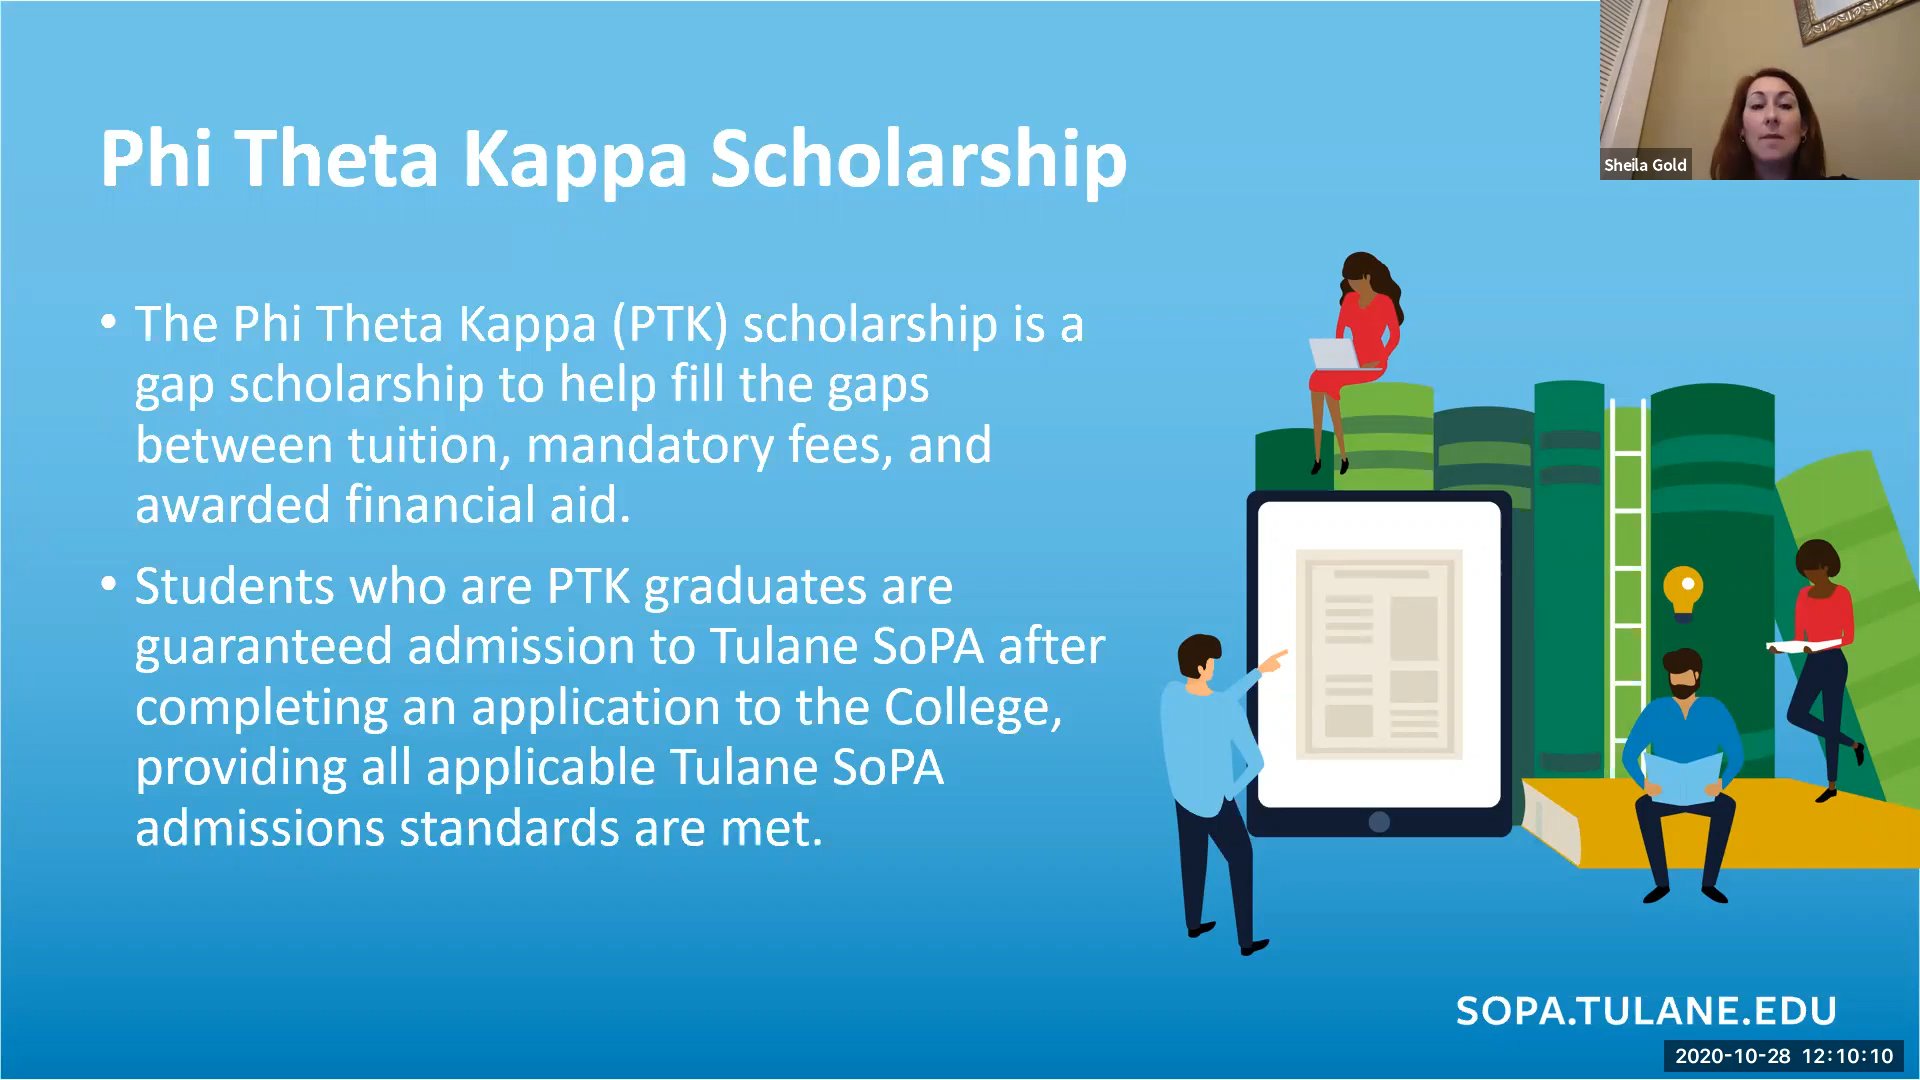 Phi Theta Kappa Scholarship
Sheila Gold
• The Phi Theta Kappa (PTK) scholarship is a
gap scholarship to help fill the gaps
between tuition, mandatory fees, and
awarded financial aid.
• Students who are PTK graduates are
guaranteed admission to Tulane SoPA after
completing an application to the College,
providing all applicable Tulane SoPA
admissions standards are met.
SOPA.TULANE.EDU
2020-10-28 12:10:10